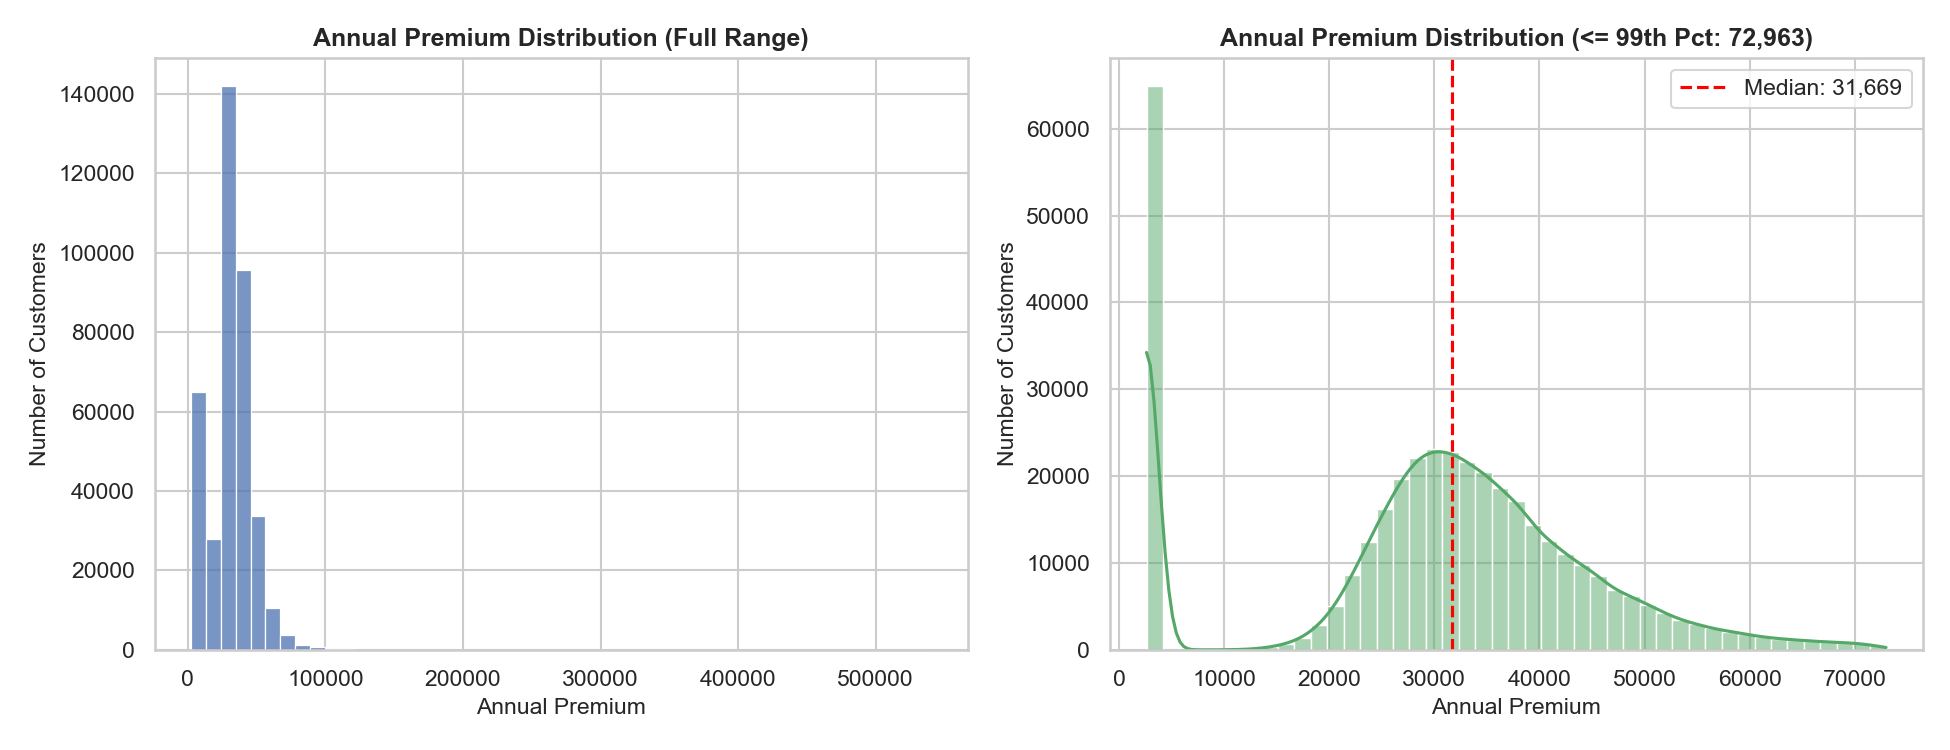 Annual Premium Distribution (Full Range)
Number of Customers
140000
120000
100000
80000
60000
40000
20000
0
0 100000 200000 300000 400000 500000
Annual Premium
Annual Premium Distribution (<= 99th Pct: 72,963)
Median: 31,669
Number of Customers
60000
50000
40000
30000
20000
10000
0
0 10000 20000 30000 40000 50000 60000 70000
Annual Premium